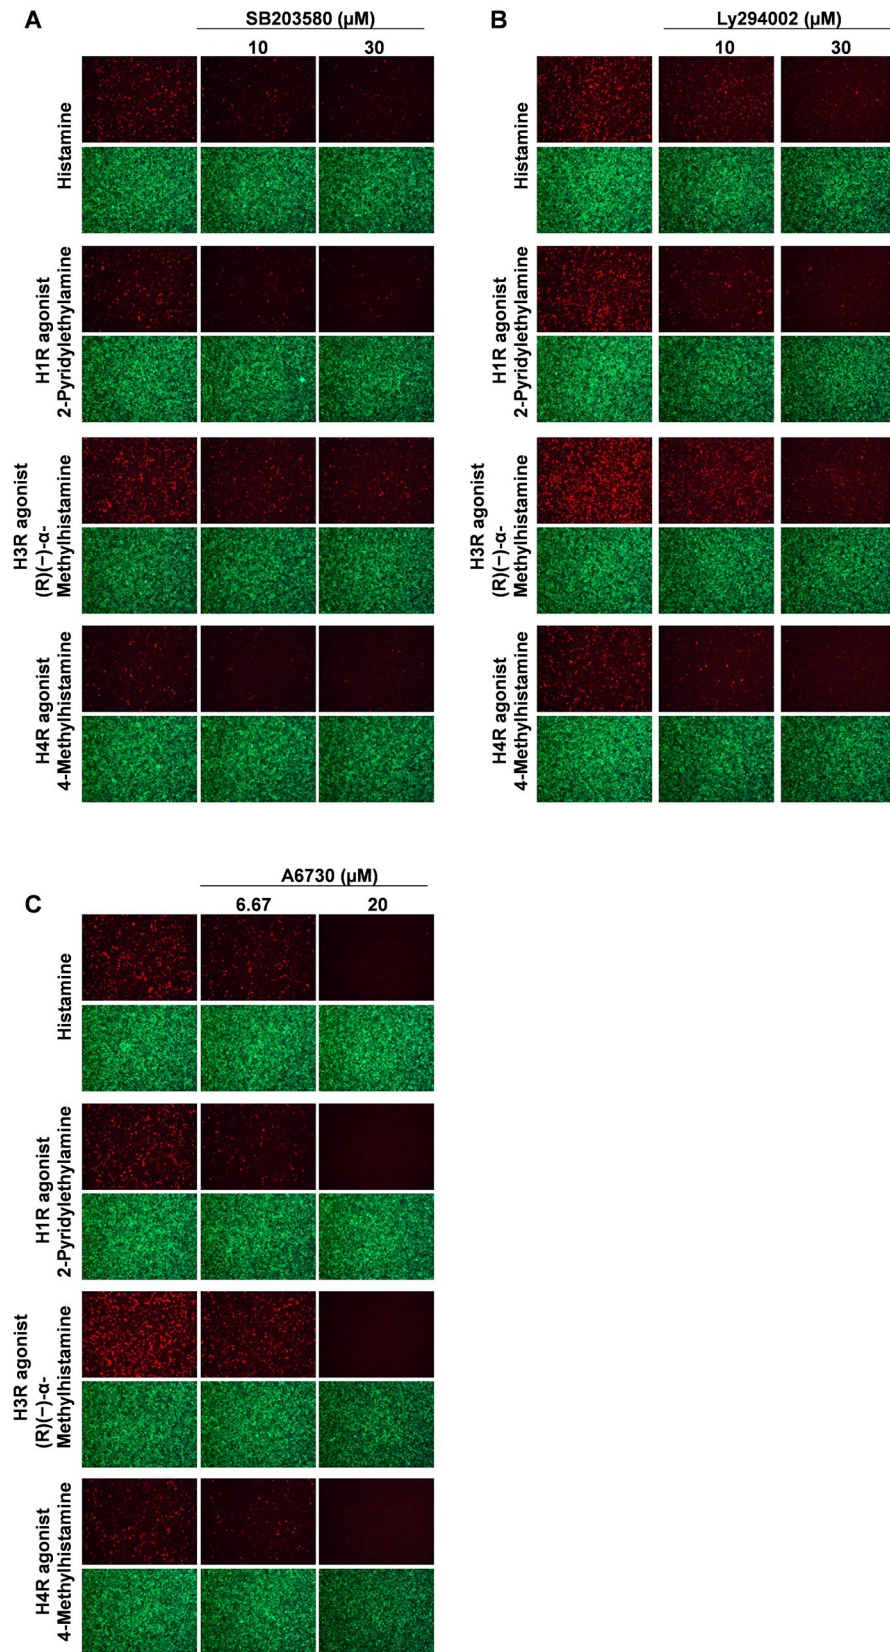 A
SB203580 (μM)
10
30
Histamine
H1R agonist
2-Pyridylethylamine
H3R agonist
(R)(−)-α-
Methylhistamine
H4R agonist
4-Methylhistamine
B
Ly294002 (μM)
10
30
Histamine
H1R agonist
2-Pyridylethylamine
H3R agonist
(R)(−)-α-
Methylhistamine
H4R agonist
4-Methylhistamine
C
A6730 (μM)
6.67
20
Histamine
H1R agonist
2-Pyridylethylamine
H3R agonist
(R)(−)-α-
Methylhistamine
H4R agonist
4-Methylhistamine